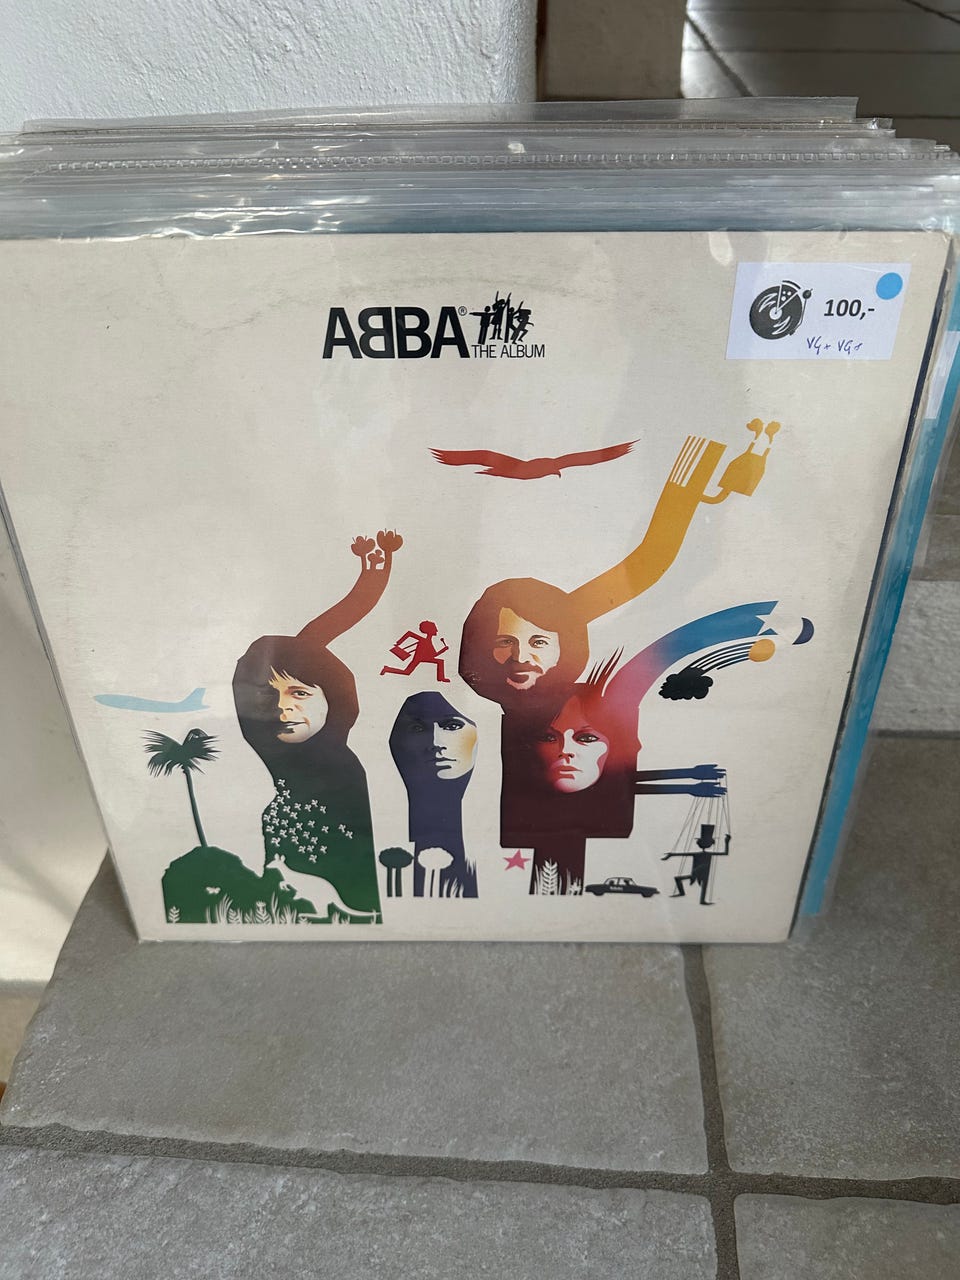 ABBA®
THE ALBUM
100,-
VG+ VG+